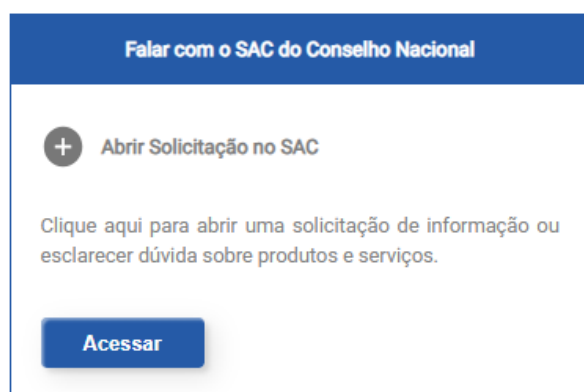 Falar com o SAC do Conselho Nacional
Abrir Solicitação no SAC
Clique aqui para abrir uma solicitação de informação ou
esclarecer dúvida sobre produtos e serviços.
Acessar